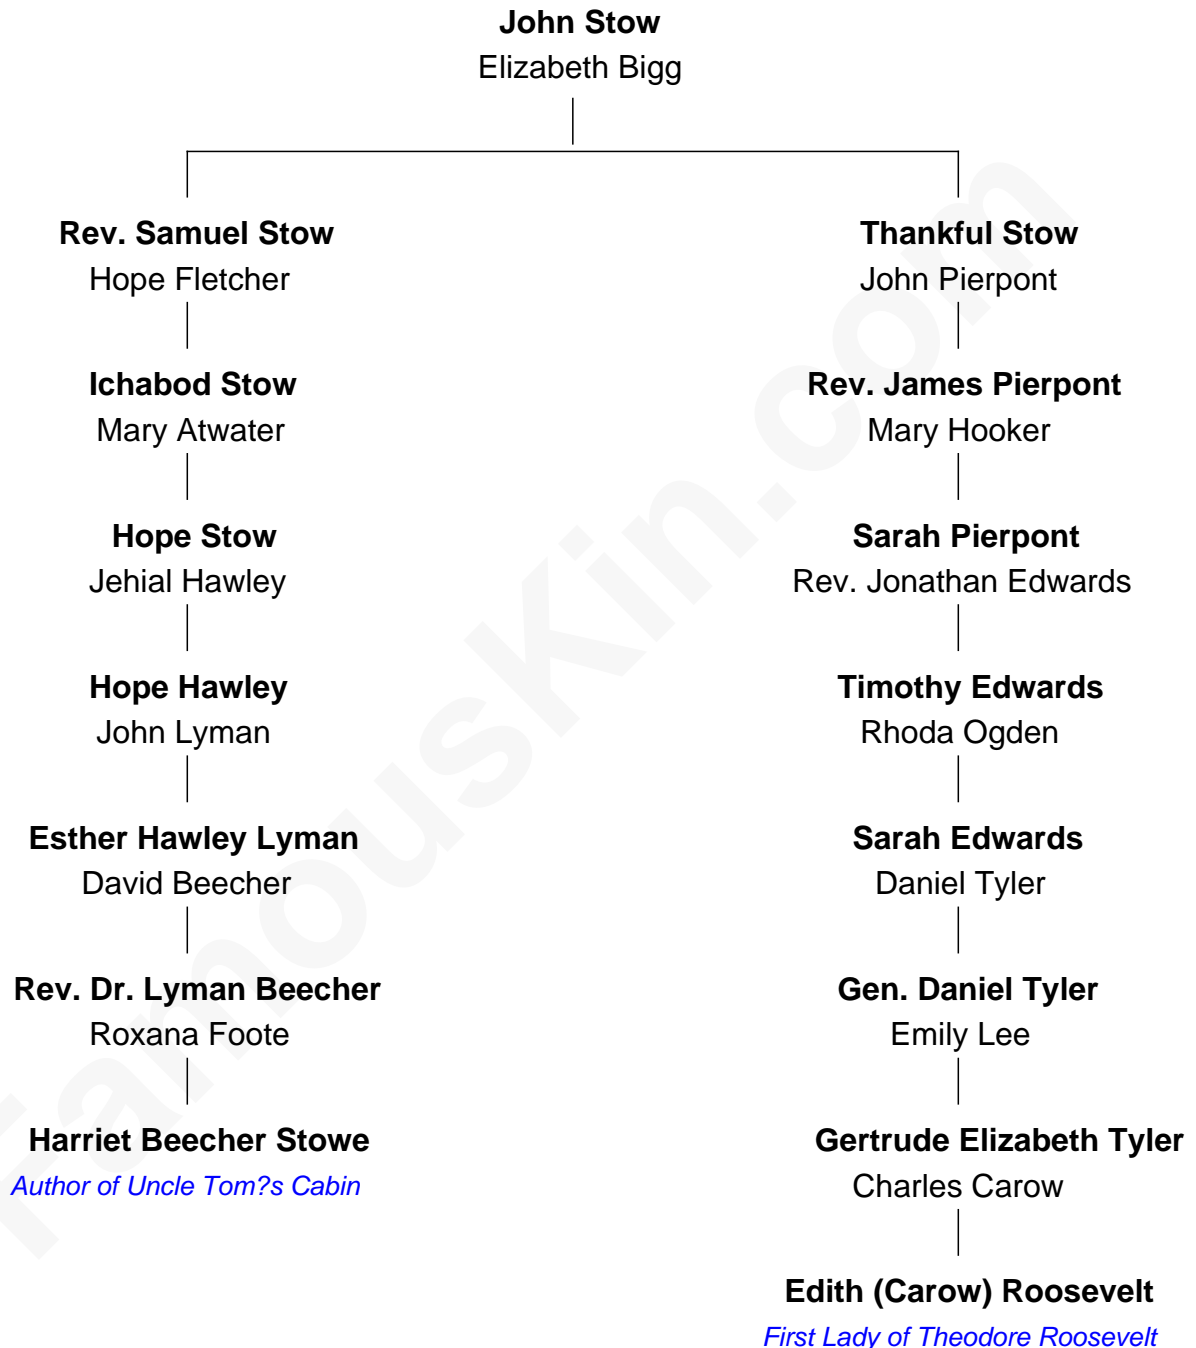 John Stow
Elizabeth Bigg
Rev. Samuel Stow
Hope Fletcher
Ichabod Stow
Mary Atwater
Hope Stow
Jehial Hawley
Hope Hawley
John Lyman
Esther Hawley Lyman
David Beecher
Rev. Dr. Lyman Beecher
Roxana Foote
Harriet Beecher Stowe
Author of Uncle Tom?s Cabin
Thankful Stow
John Pierpont
Rev. James Pierpont
Mary Hooker
Sarah Pierpont
Rev. Jonathan Edwards
Timothy Edwards
Rhoda Ogden
Sarah Edwards
Daniel Tyler
Gen. Daniel Tyler
Emily Lee
Gertrude Elizabeth Tyler
Charles Carow
Edith (Carow) Roosevelt
First Lady of Theodore Roosevelt
FamousKin.com